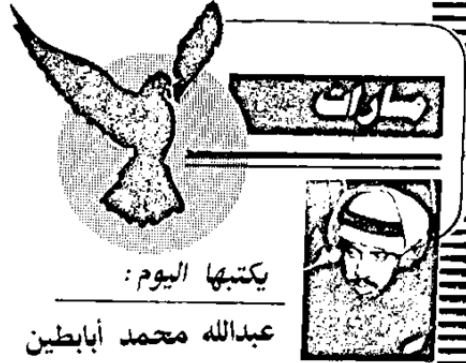 مسارات
يكتبها اليوم :
عبدالله محمد أبابطين